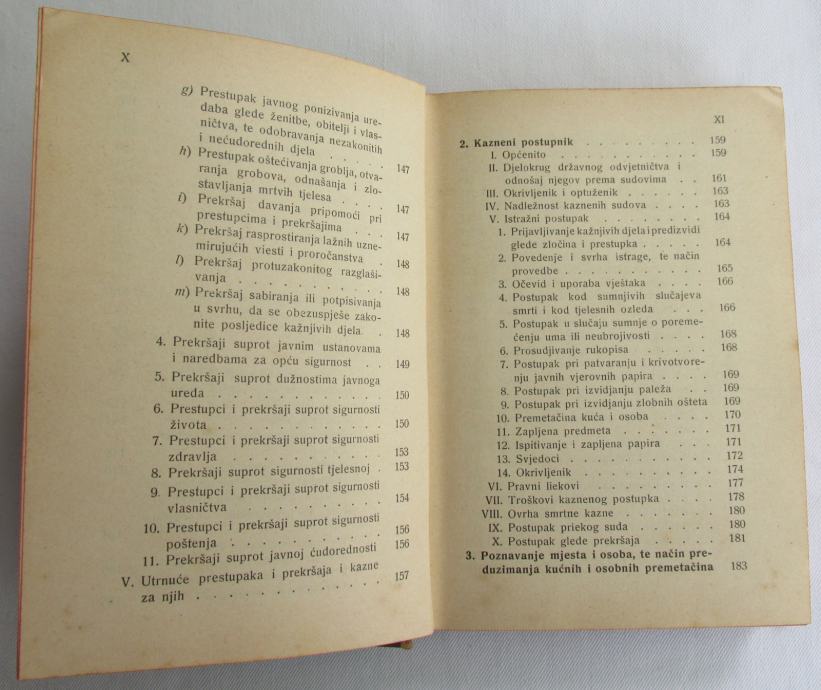 X
g) Prestupak javnog ponizivanja ure-
daba glede ženitbe, obitelji i vlas-
ničtva, te odobravanja nezakonitih
i nećudorednih djela . . . . . 147
h) Prestupak oštećivanja groblja, otva-
ranja grobova, odnašanja i zlo-
stavljanja mrtvih tjelesa . . . . 147
i) Prekršaj davanja pripomoći pri
prestupcima i prekršajima . . . 147
k) Prekršaj rasprostiranja lažnih uzne-
mirujućih viesti i proročanstva . 148
l) Prekršaj protuzakonitog razglaši-
vanja . . . . . . . . . . 148
m) Prekršaj sabiranja ili potpisivanja
u svrhu, da se obezuspješe zako-
nite posljedice kažnjivih djela . 148
4. Prekršaji suprot javnim ustanovama
i naredbama za opću sigurnost . . 149
5. Prekršaji suprot dužnostima javnoga
ureda . . . . . . . . . . 150
6. Prestupci i prekršaji suprot sigurnosti
života . . . . . . . . . . 150
7. Prestupci i prekršaji suprot sigurnosti
zdravlja . . . . . . . . . 153
8. Prekršaji suprot sigurnosti tjelesnoj . 153
9. Prestupci i prekršaji suprot sigurnosti
vlasničtva . . . . . . . . . 154
10. Prestupci i prekršaji suprot sigurnosti
poštenja . . . . . . . . . 156
11. Prekršaji suprot javnoj ćudorednosti 156
V. Utrnuće prestupaka i prekršaja i kazne
za njih . . . . . . . . . . 157
XI
2. Kazneni postupnik . . . . . . . . 159
I. Općenito . . . . . . . . . . 159
II. Djelokrug državnog odvjetničtva i
odnošaj njegov prema sudovima . . 161
III. Okrivljenik i optuženik . . . . . . 163
IV. Nadležnost kaznenih sudova . . . . 163
V. Istražni postupak . . . . . . . 164
1. Prijavljivanje kažnjivih djela i predizvidi
glede zločina i prestupka . . . . 164
2. Povedenje i svrha istrage, te način
provedbe . . . . . . . . . . 165
3. Očevid i uporaba vještaka . . . . 166
4. Postupak kod sumnjivih slučajeva
smrti i kod tjelesnih ozleda . . . 166
5. Postupak u slučaju sumnje o poreme-
ćenju uma ili neubrojivosti . . . . 168
6. Prosudjivanje rukopisa . . . . . 168
7. Postupak pri patvaranju i krivotvore-
nju javnih vjerovnih papira . . . . 169
8. Postupak pri izvidjanju paleža . . 169
9. Postupak pri izvidjanju zlobnih ošteta 169
10. Premetačina kuća i osoba . . . . 170
11. Zapljena predmeta . . . . . . 171
12. Ispitivanje i zapljena papira . . . 171
13. Svjedoci . . . . . . . . . . 172
14. Okrivljenik . . . . . . . . . 174
VI. Pravni liekovi . . . . . . . . 177
VII. Troškovi kaznenog postupka . . . . 178
VIII. Ovrha smrtne kazne . . . . . . 180
IX. Postupak priekog suda . . . . . 180
X. Postupak glede prekršaja . . . . 181
3. Poznavanje mjesta i osoba, te način pre-
duzimanja kućnih i osobnih premetačina 183